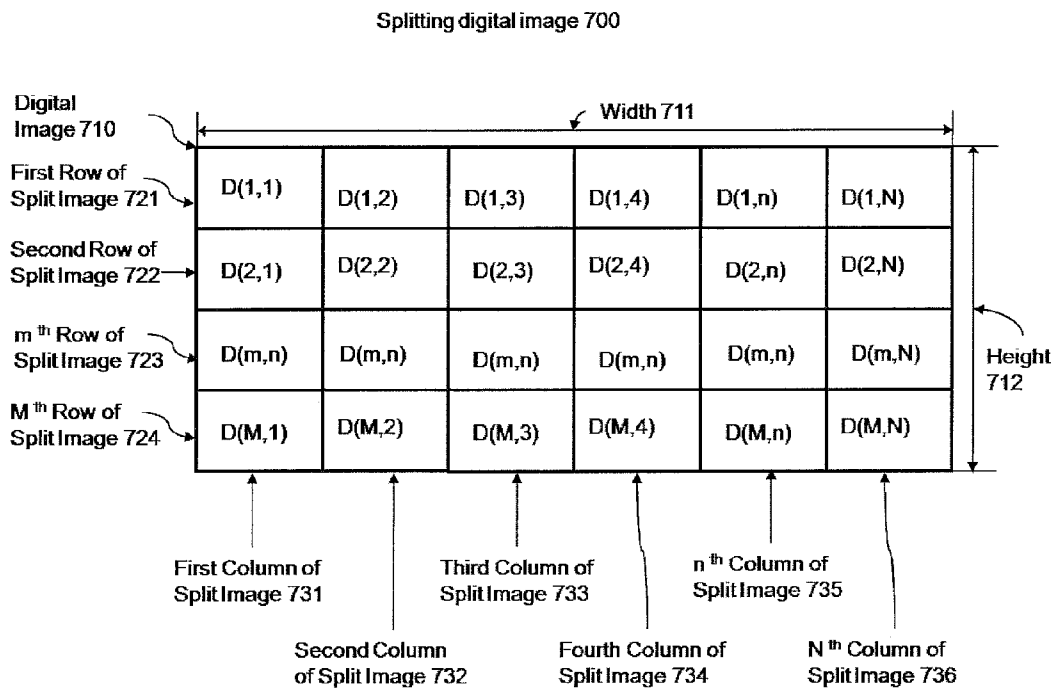 Splitting digital image 700
Digital
Image 710
Width 711
First Row of
Split Image 721
D(1,1) D(1,2) D(1,3) D(1,4) D(1,n) D(1,N)
Second Row of
Split Image 722
D(2,1) D(2,2) D(2,3) D(2,4) D(2,n) D(2,N)
m th Row of
Split Image 723
D(m,n) D(m,n) D(m,n) D(m,n) D(m,n) D(m,N)
Height
712
M th Row of
Split Image 724
D(M,1) D(M,2) D(M,3) D(M,4) D(M,n) D(M,N)
First Column of
Split Image 731
Third Column of
Split Image 733
n th Column of
Split Image 735
Second Column
of Split Image 732
Fourth Column of
Split Image 734
N th Column of
Split Image 736